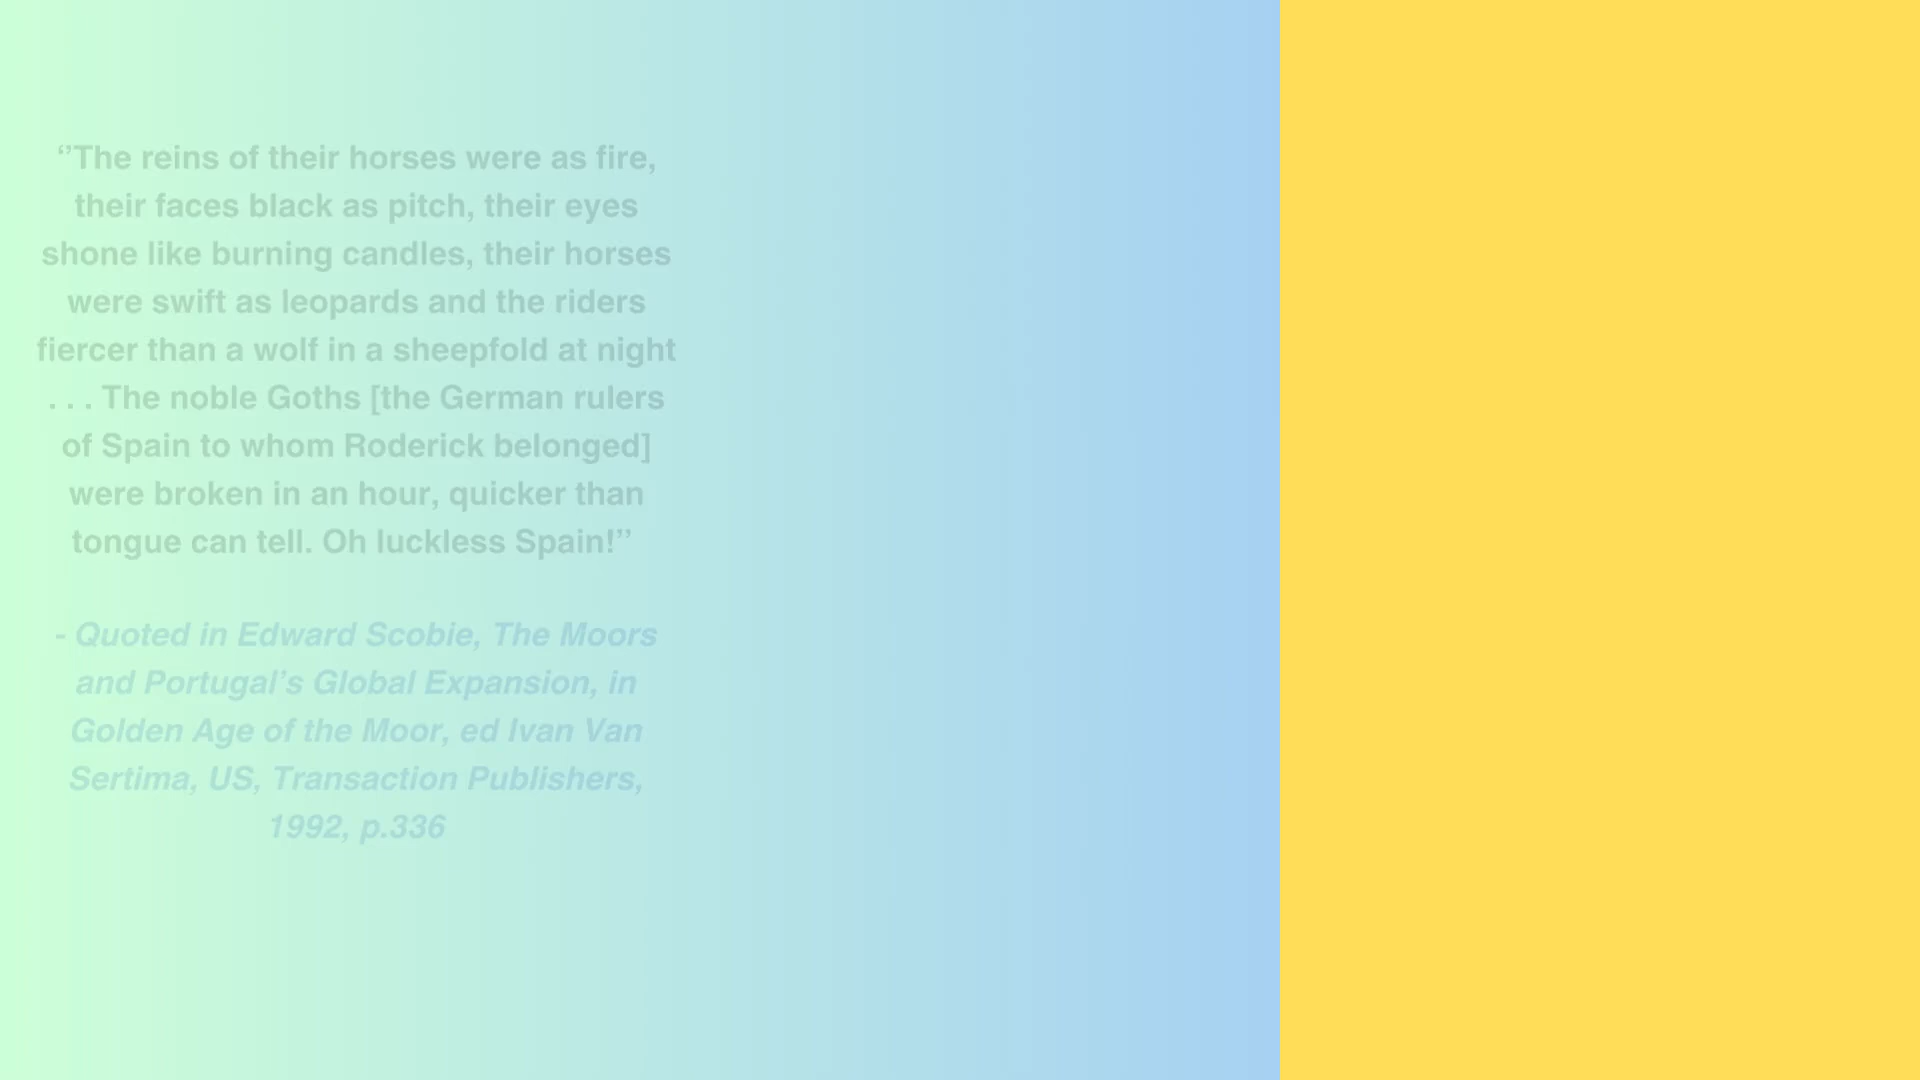 ‘’The reins of their horses were as fire,
their faces black as pitch, their eyes
shone like burning candles, their horses
were swift as leopards and the riders
fiercer than a wolf in a sheepfold at night
. . . The noble Goths [the German rulers
of Spain to whom Roderick belonged]
were broken in an hour, quicker than
tongue can tell. Oh luckless Spain!’’
- Quoted in Edward Scobie, The Moors
and Portugal’s Global Expansion, in
Golden Age of the Moor, ed Ivan Van
Sertima, US, Transaction Publishers,
1992, p.336